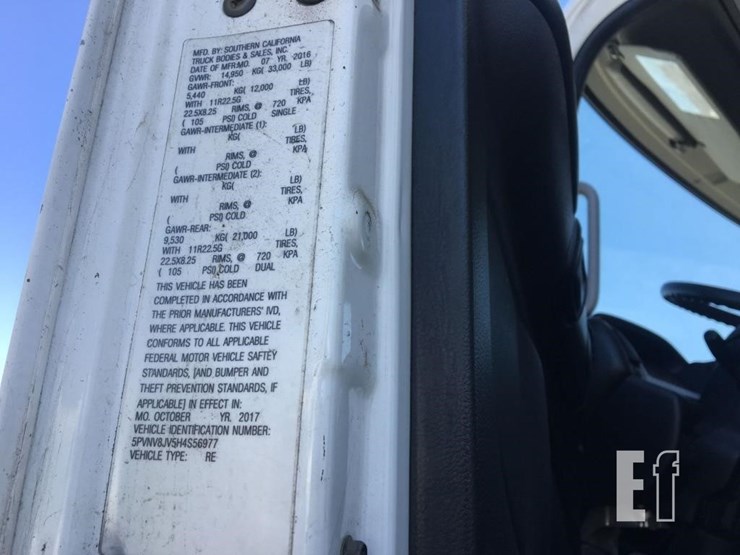 MFD. BY: SOUTHERN CALIFORNIA
TRUCK BODIES & SALES, INC.
DATE OF MFR:MO. 07 YR. 2016
GVWR: 14,950 KG( 33,000 LB)
GAWR-FRONT:
5,440 KG( 12,000 LB)
WITH 11R22.5G TIRES,
22.5X8.25 RIMS, @ 720 KPA
( 105 PSI) COLD SINGLE
GAWR-INTERMEDIATE (1):
KG( LB)
WITH TIRES,
RIMS, @ KPA
( PSI) COLD
GAWR-INTERMEDIATE (2):
KG( LB)
WITH TIRES,
RIMS, @ KPA
( PSI) COLD
GAWR-REAR:
9,530 KG( 21,000 LB)
WITH 11R22.5G TIRES,
22.5X8.25 RIMS, @ 720 KPA
( 105 PSI) COLD DUAL
THIS VEHICLE HAS BEEN
COMPLETED IN ACCORDANCE WITH
THE PRIOR MANUFACTURERS' IVD,
WHERE APPLICABLE. THIS VEHICLE
CONFORMS TO ALL APPLICABLE
FEDERAL MOTOR VEHICLE SAFTEY
STANDARDS, [AND BUMPER AND
THEFT PREVENTION STANDARDS, IF
APPLICABLE] IN EFFECT IN:
MO. OCTOBER YR. 2017
VEHICLE IDENTIFICATION NUMBER:
5PVNV8JV5H4S56977
VEHICLE TYPE: RE
Ef